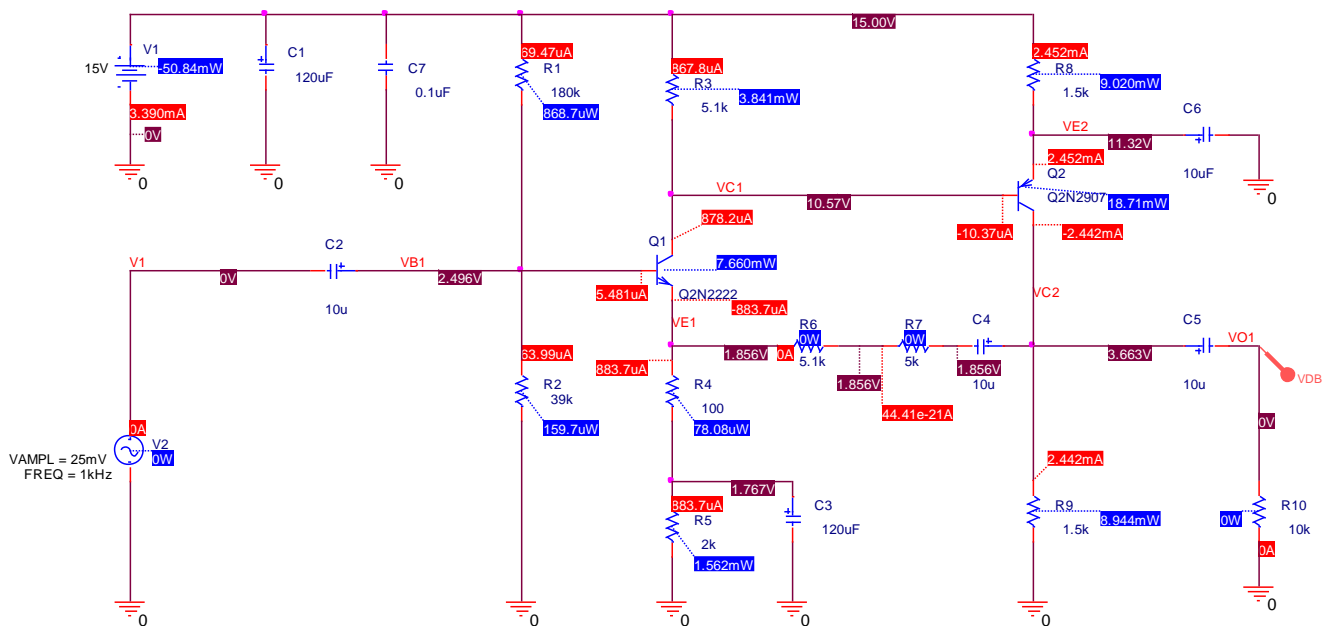 15.00V
V1
15V
-50.84mW
3.390mA
0V
0
C1
120uF
0
C7
0.1uF
0
69.47uA
R1
180k
868.7uW
867.8uA
R3
3.841mW
5.1k
2.452mA
R8
9.020mW
1.5k
VE2
11.32V
C6
10uF
0
2.452mA
Q2
Q2N2907
18.71mW
VC1
10.57V
-10.37uA
-2.442mA
878.2uA
Q1
7.660mW
Q2N2222
5.481uA
-883.7uA
V1
0V
C2
10u
VB1
2.496V
VE1
1.856V
R6
0W
0A
5.1k
1.856V
R7
0W
5k
44.41e-21A
C4
1.856V
10u
VC2
3.663V
C5
10u
VO1
VDB
0V
63.99uA
R2
39k
159.7uW
0
883.7uA
R4
100
78.08uW
1.767V
883.7uA
R5
2k
1.562mW
0
C3
120uF
0
2.442mA
R9
8.944mW
1.5k
0
0W
R10
10k
0A
0
0A
V2
0W
VAMPL = 25mV
FREQ = 1kHz
0